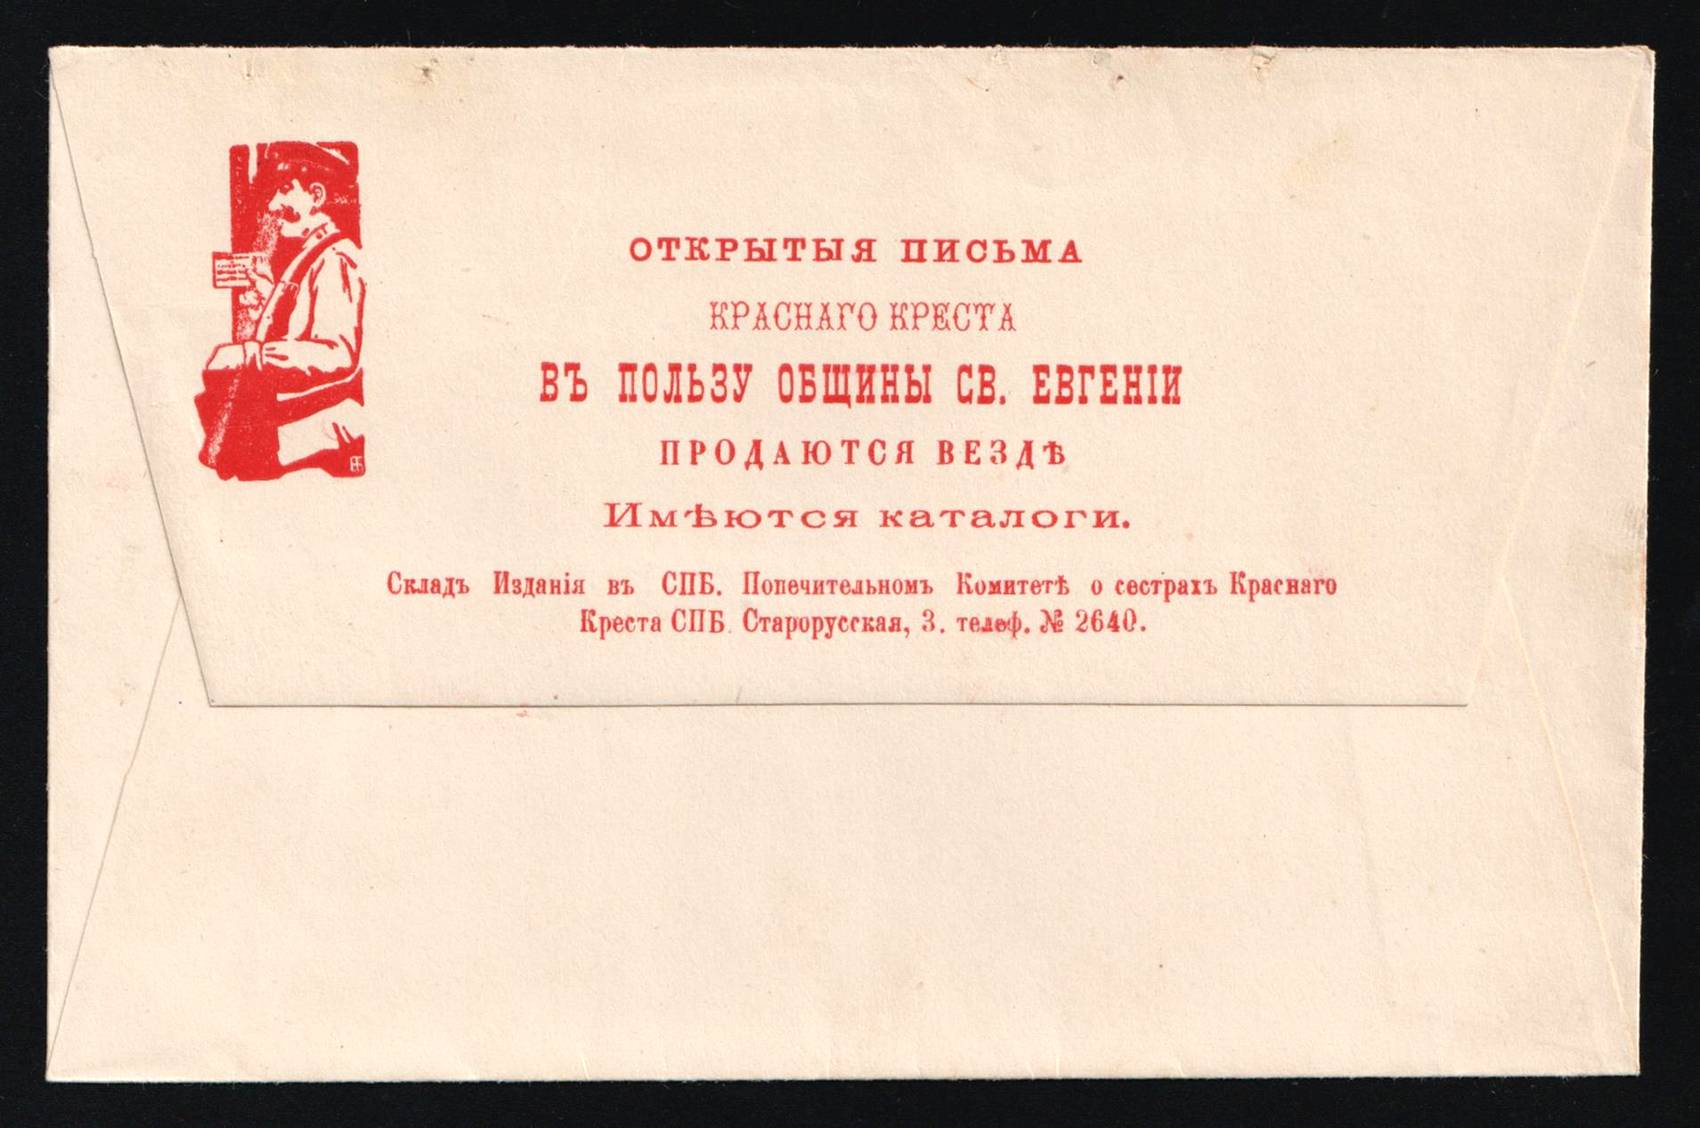 ОТКРЫТЫЯ ПИСЬМА
КРАСНАГО КРЕСТА
ВЪ ПОЛЬЗУ ОБЩИНЫ СВ. ЕВГЕНІИ
ПРОДАЮТСЯ ВЕЗДѢ
Имѣются каталоги.
Складъ Изданія въ СПБ. Попечительномъ Комитетѣ о сестрахъ Краснаго
Креста СПБ. Старорусская, 3. телеф. № 2640.